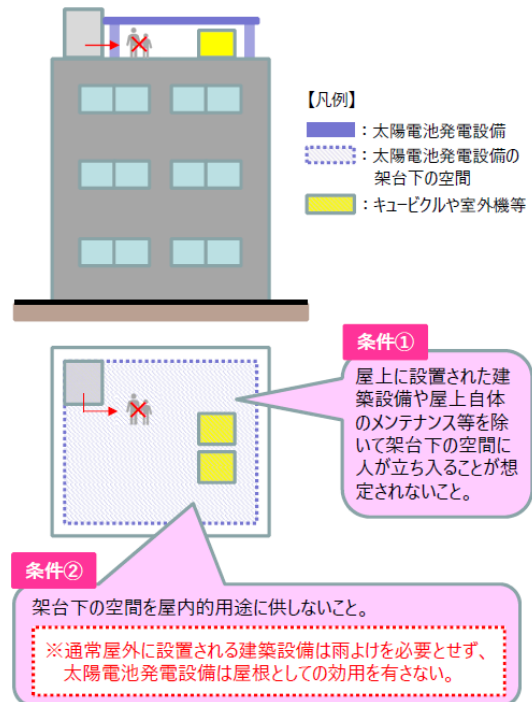 【凡例】
：太陽電池発電設備
：太陽電池発電設備の
架台下の空間
：キュービクルや室外機等
条件①
屋上に設置された建
築設備や屋上自体
のメンテナンス等を除
いて架台下の空間に
人が立ち入ることが想
定されないこと。
条件②
架台下の空間を屋内的用途に供しないこと。
※通常屋外に設置される建築設備は雨よけを必要とせず、
太陽電池発電設備は屋根としての効用を有さない。